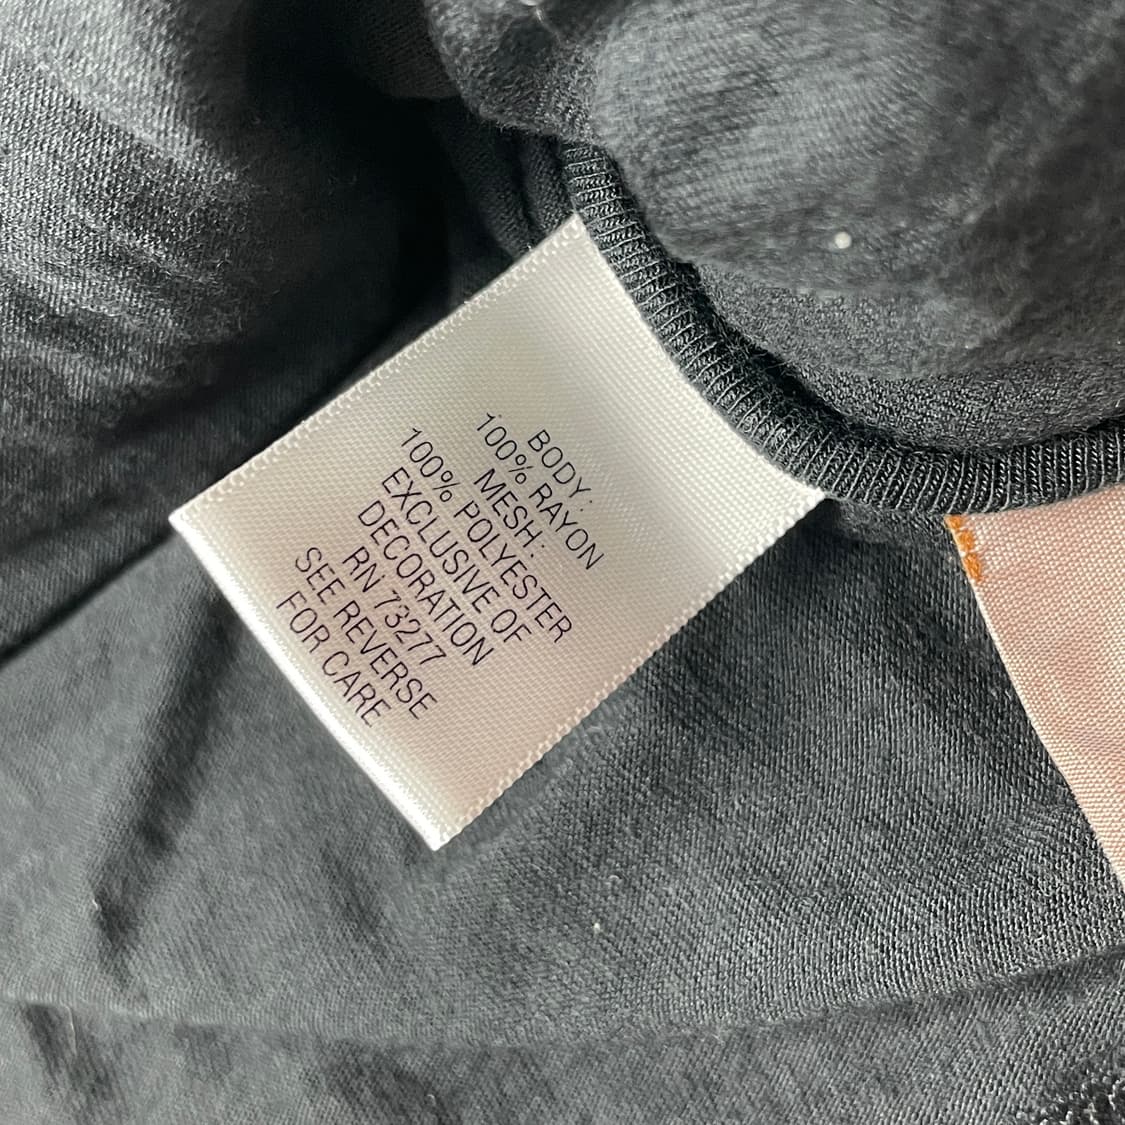 BODY:
100% RAYON
MESH:
100% POLYESTER
EXCLUSIVE OF
DECORATION
RN 73277
SEE REVERSE
FOR CARE